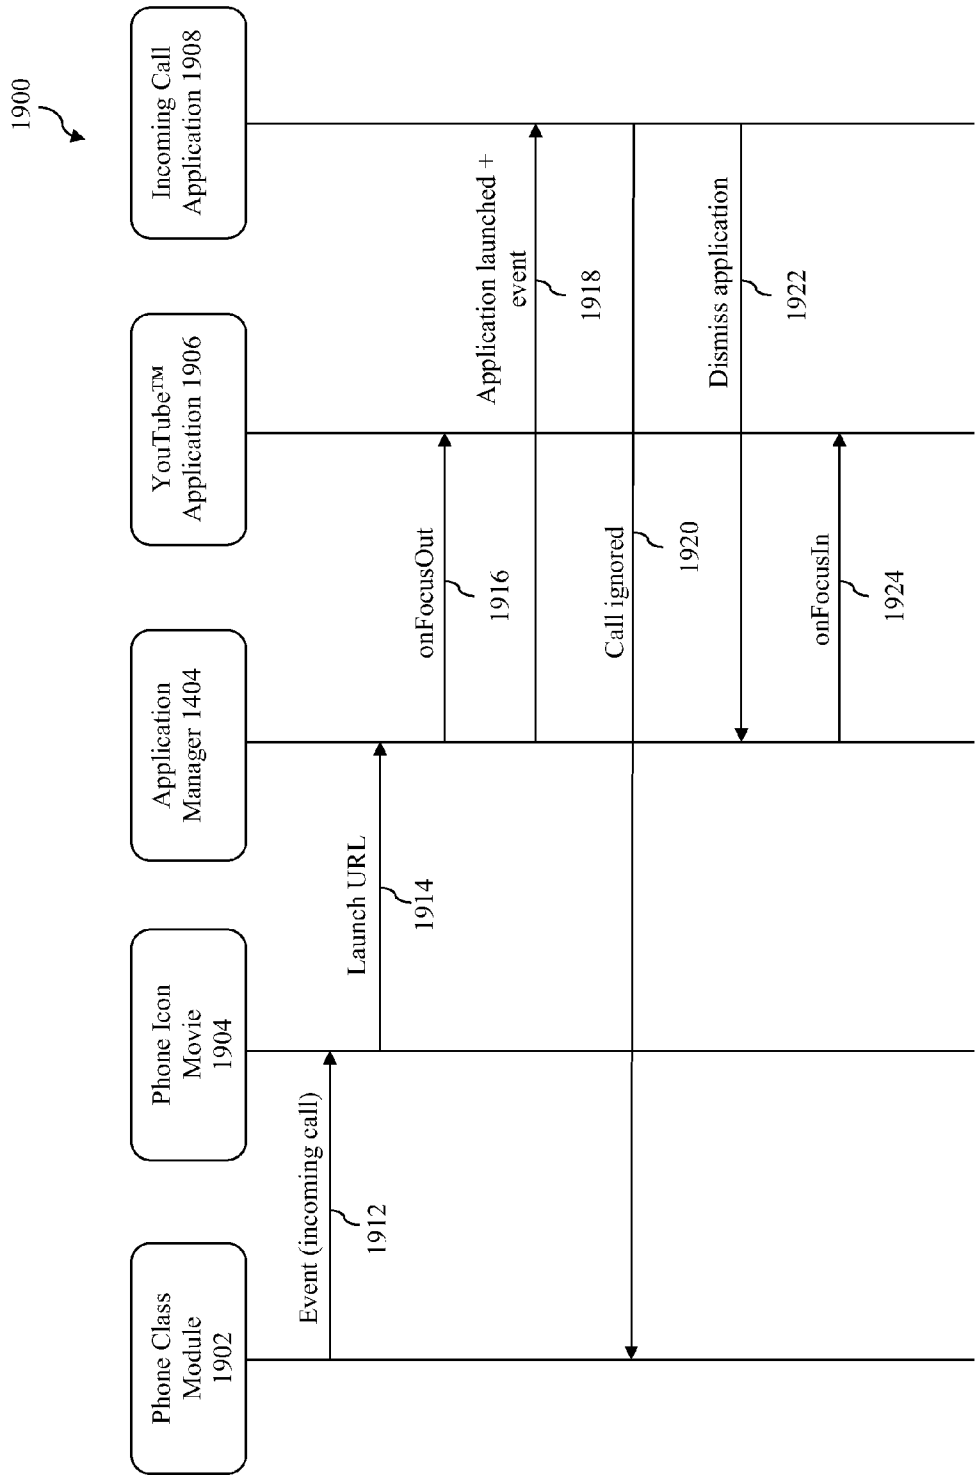 1900
Phone Class
Module
1902
Phone Icon
Movie
1904
Application
Manager 1404
YouTube™
Application 1906
Incoming Call
Application 1908
Event (incoming call)
1912
Launch URL
1914
onFocusOut
1916
Application launched +
event
1918
Call ignored
1920
Dismiss application
1922
onFocusIn
1924